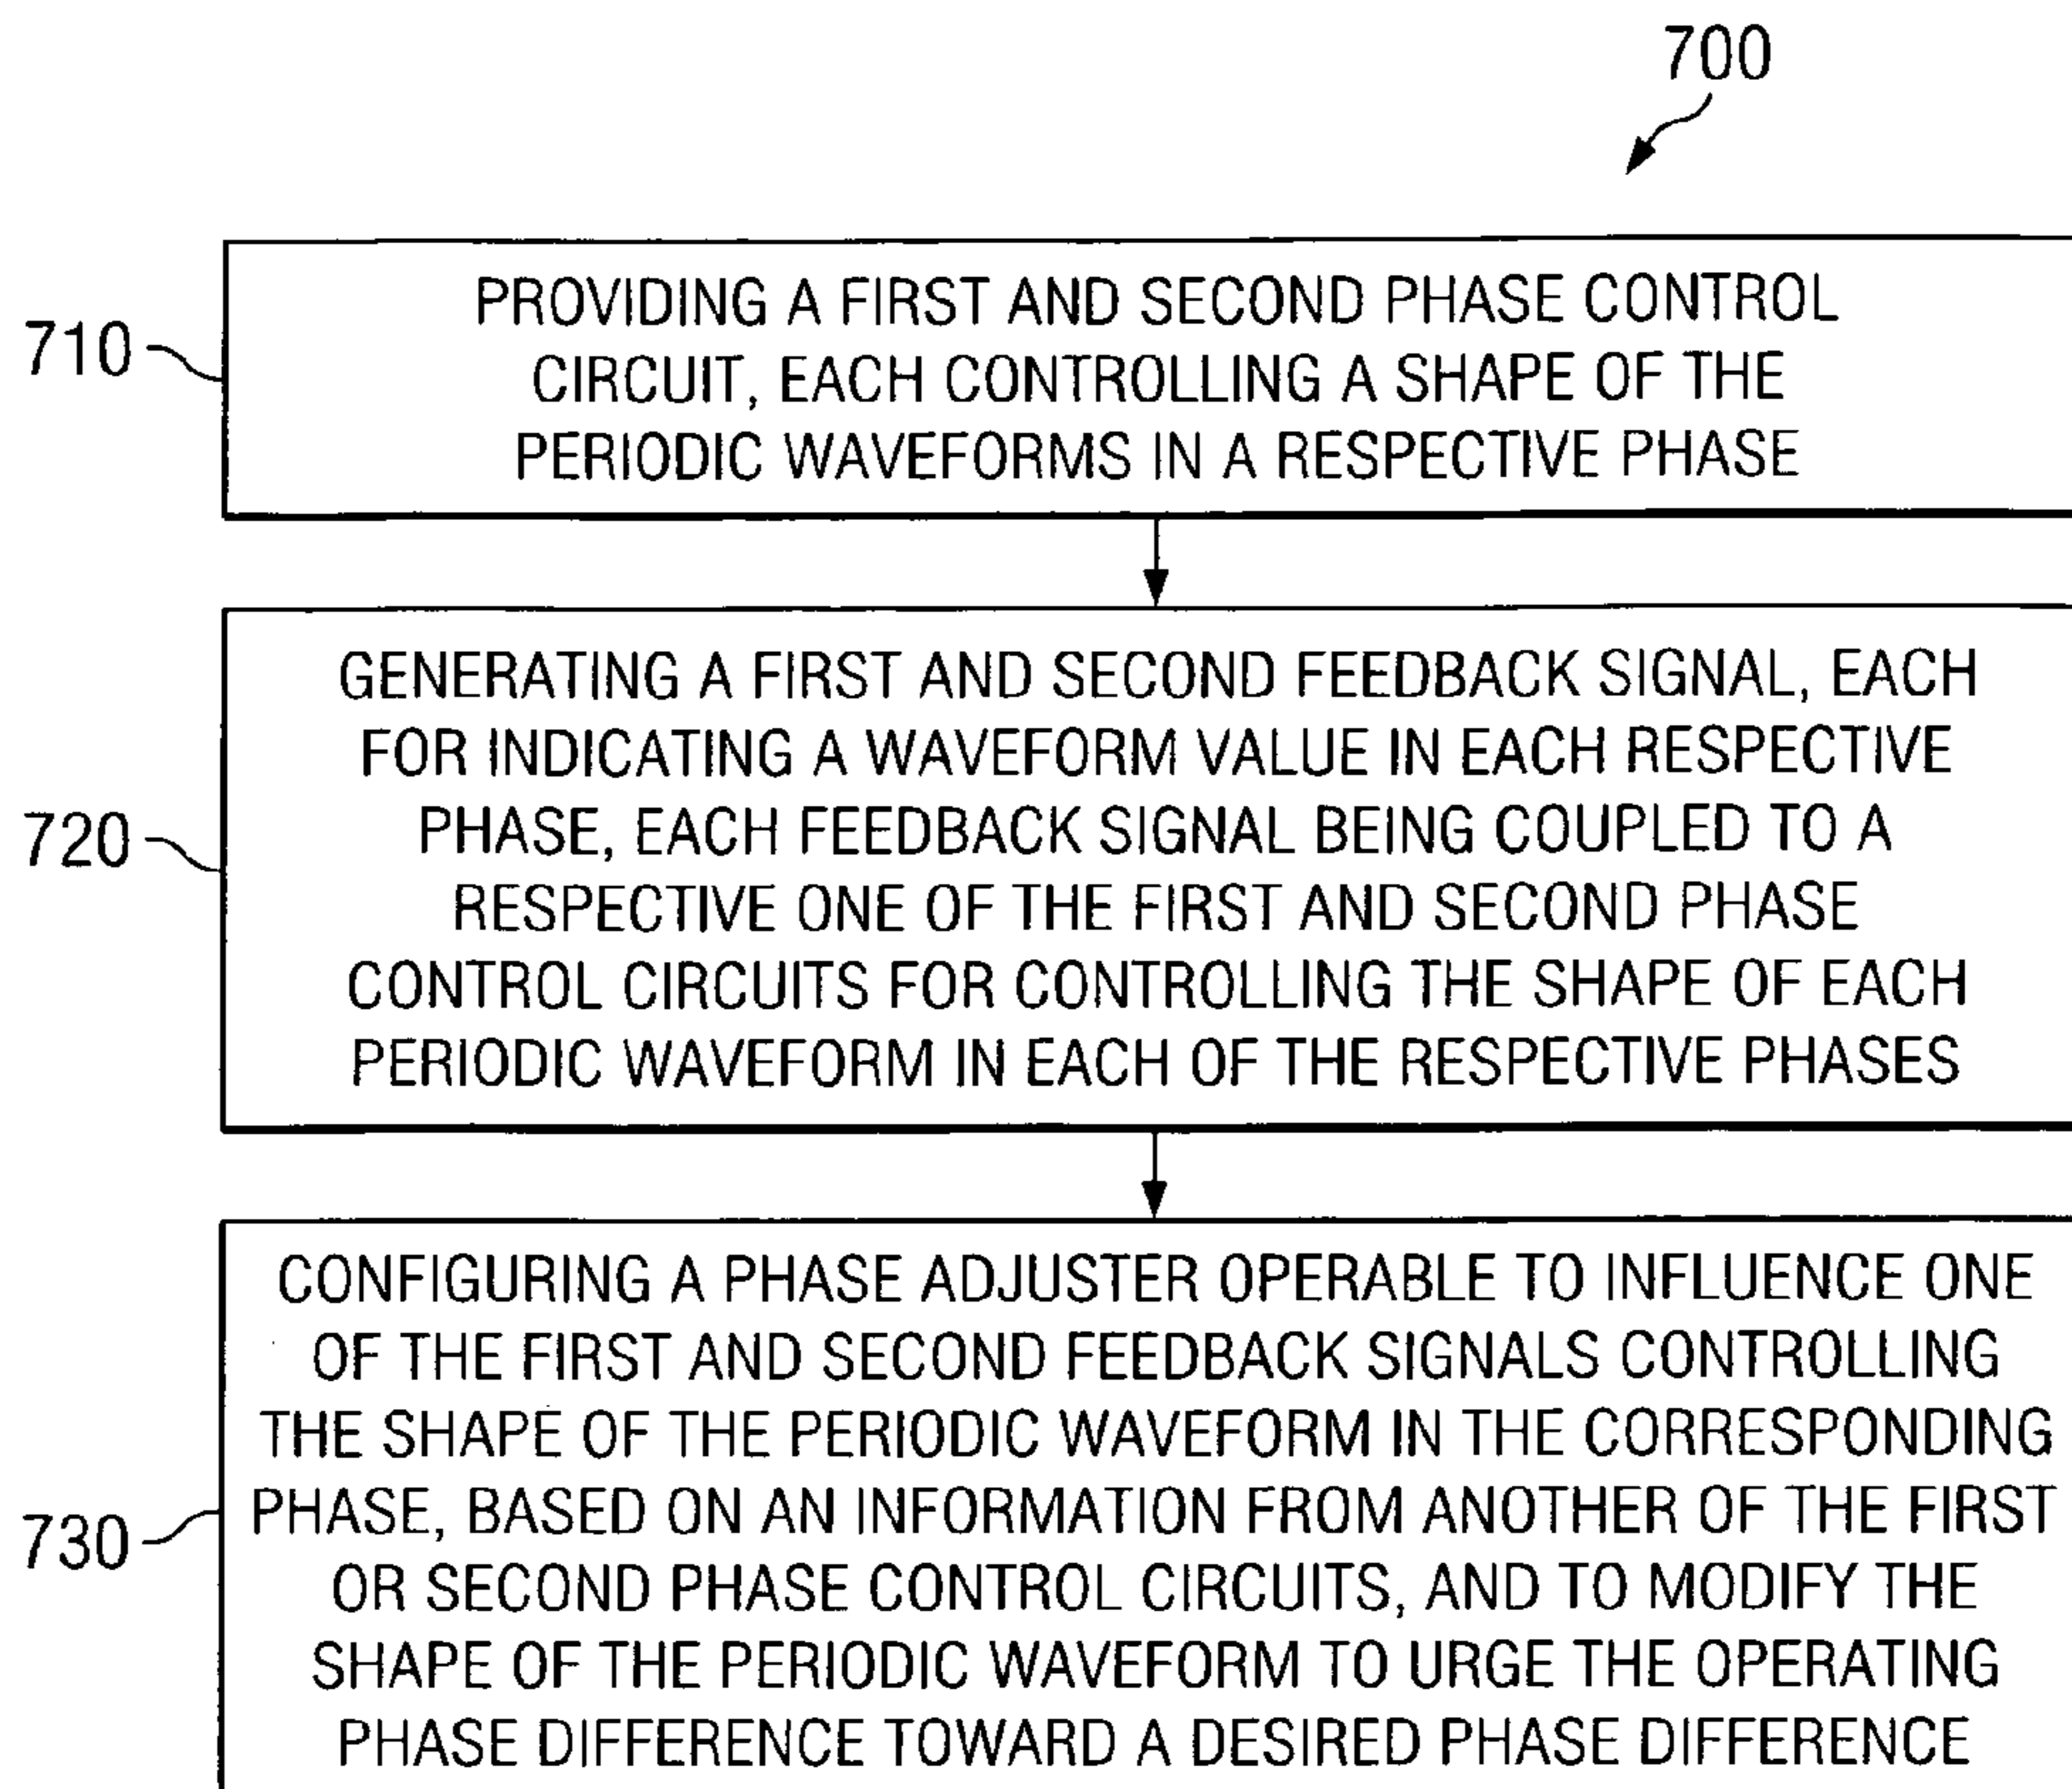 700
710
PROVIDING A FIRST AND SECOND PHASE CONTROL
CIRCUIT, EACH CONTROLLING A SHAPE OF THE
PERIODIC WAVEFORMS IN A RESPECTIVE PHASE
720
GENERATING A FIRST AND SECOND FEEDBACK SIGNAL, EACH
FOR INDICATING A WAVEFORM VALUE IN EACH RESPECTIVE
PHASE, EACH FEEDBACK SIGNAL BEING COUPLED TO A
RESPECTIVE ONE OF THE FIRST AND SECOND PHASE
CONTROL CIRCUITS FOR CONTROLLING THE SHAPE OF EACH
PERIODIC WAVEFORM IN EACH OF THE RESPECTIVE PHASES
730
CONFIGURING A PHASE ADJUSTER OPERABLE TO INFLUENCE ONE
OF THE FIRST AND SECOND FEEDBACK SIGNALS CONTROLLING
THE SHAPE OF THE PERIODIC WAVEFORM IN THE CORRESPONDING
PHASE, BASED ON AN INFORMATION FROM ANOTHER OF THE FIRST
OR SECOND PHASE CONTROL CIRCUITS, AND TO MODIFY THE
SHAPE OF THE PERIODIC WAVEFORM TO URGE THE OPERATING
PHASE DIFFERENCE TOWARD A DESIRED PHASE DIFFERENCE